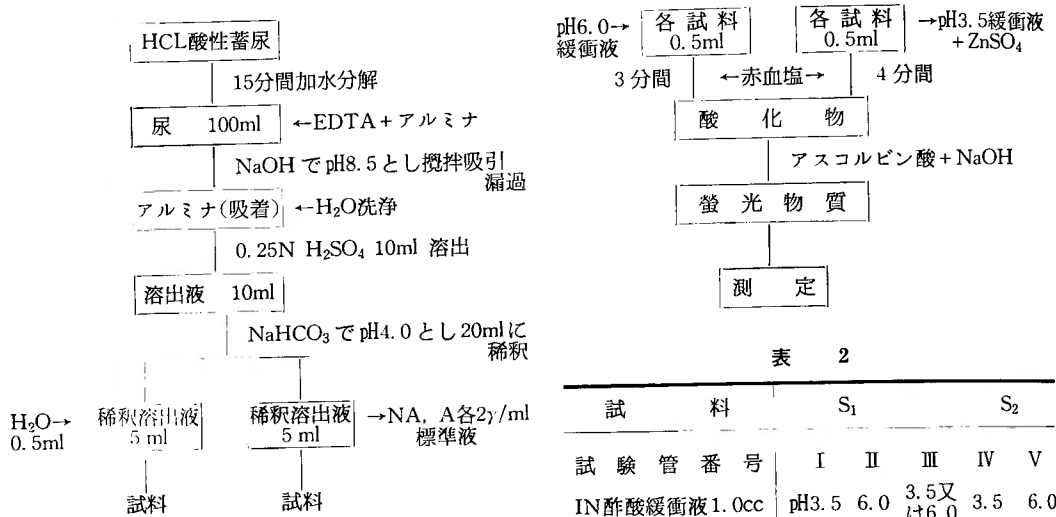 HCL酸性蓄尿
15分間加水分解
尿 100ml ←EDTA+アルミナ
NaOHでpH8.5とし攪拌吸引
漏過
アルミナ(吸着) ←H₂O洗浄
0.25N H₂SO₄ 10ml 溶出
溶出液 10ml
NaHCO₃でpH4.0とし20mlに
稀釈
H₂O→
0.5ml
稀釈溶出液
5 ml
稀釈溶出液
5 ml
→NA, A各2γ/ml
標準液
試料 試料
pH6.0→
緩衝液
各試料
0.5ml
各試料
0.5ml
→pH3.5緩衝液
+ZnSO₄
3分間 ←赤血塩→ 4分間
酸化物
アスコルビン酸+NaOH
螢光物質
測定
表 2
試料 S₁ S₂
試験管番号 Ⅰ Ⅱ Ⅲ Ⅳ Ⅴ
IN酢酸緩衝液1.0cc pH3.5 6.0 3.5又は6.0 3.5 6.0